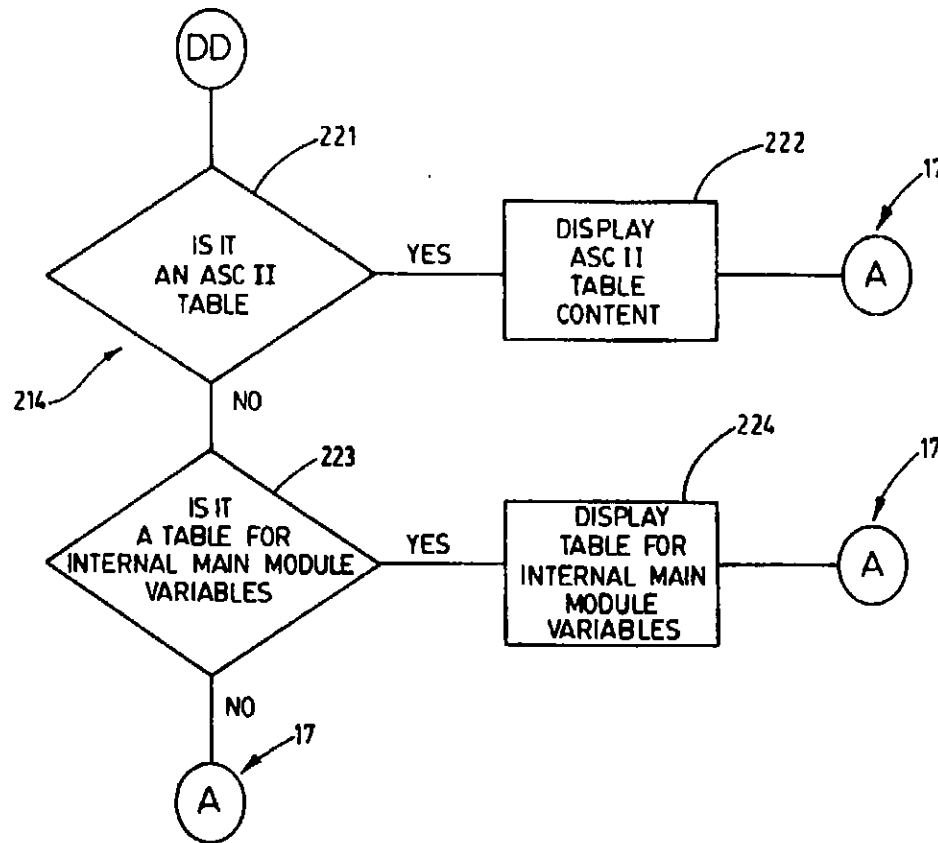 DD
221
IS IT
AN ASC II
TABLE
YES
222
DISPLAY
ASC II
TABLE
CONTENT
17
A
214
NO
223
IS IT
A TABLE FOR
INTERNAL MAIN MODULE
VARIABLES
YES
224
DISPLAY
TABLE FOR
INTERNAL MAIN
MODULE
VARIABLES
17
A
NO
17
A